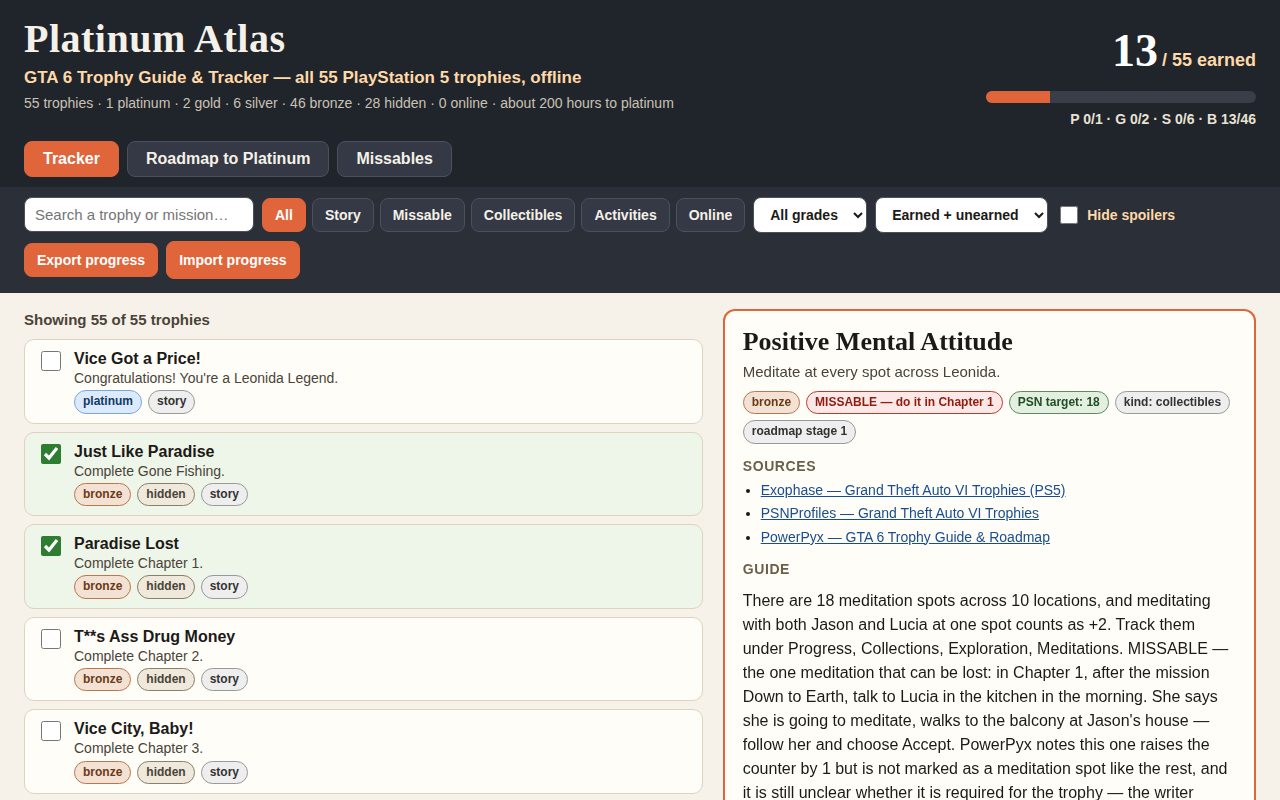 Platinum Atlas
GTA 6 Trophy Guide & Tracker — all 55 PlayStation 5 trophies, offline
55 trophies · 1 platinum · 2 gold · 6 silver · 46 bronze · 28 hidden · 0 online · about 200 hours to platinum
13 / 55 earned
P 0/1 · G 0/2 · S 0/6 · B 13/46
Tracker Roadmap to Platinum Missables
Search a trophy or mission… All Story Missable Collectibles Activities Online All grades Earned + unearned Hide spoilers
Export progress Import progress
Showing 55 of 55 trophies
Vice Got a Price!
Congratulations! You're a Leonida Legend.
platinum story
Just Like Paradise
Complete Gone Fishing.
bronze hidden story
Paradise Lost
Complete Chapter 1.
bronze hidden story
T**s Ass Drug Money
Complete Chapter 2.
bronze hidden story
Vice City, Baby!
Complete Chapter 3.
bronze hidden story
Positive Mental Attitude
Meditate at every spot across Leonida.
bronze MISSABLE — do it in Chapter 1 PSN target: 18 kind: collectibles
roadmap stage 1
SOURCES
Exophase — Grand Theft Auto VI Trophies (PS5)
PSNProfiles — Grand Theft Auto VI Trophies
PowerPyx — GTA 6 Trophy Guide & Roadmap
GUIDE
There are 18 meditation spots across 10 locations, and meditating
with both Jason and Lucia at one spot counts as +2. Track them
under Progress, Collections, Exploration, Meditations. MISSABLE —
the one meditation that can be lost: in Chapter 1, after the mission
Down to Earth, talk to Lucia in the kitchen in the morning. She says
she is going to meditate, walks to the balcony at Jason's house —
follow her and choose Accept. PowerPyx notes this one raises the
counter by 1 but is not marked as a meditation spot like the rest, and
it is still unclear whether it is required for the trophy — the writer